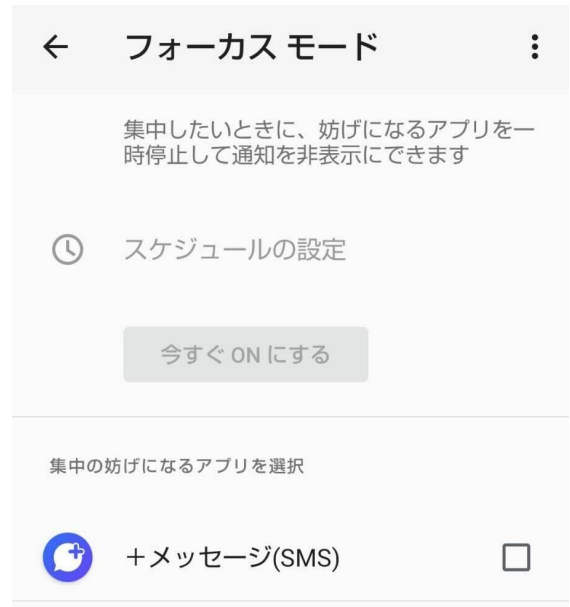 フォーカス モード
集中したいときに、妨げになるアプリを一
時停止して通知を非表示にできます
スケジュールの設定
今すぐ ON にする
集中の妨げになるアプリを選択
＋メッセージ(SMS)